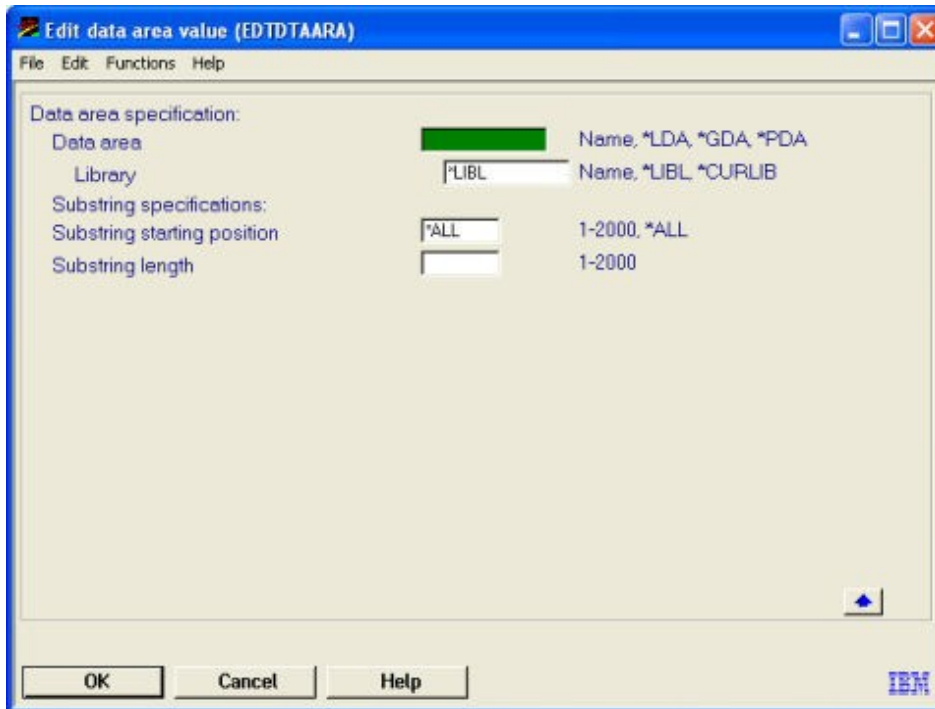 Edit data area value (EDTDTAARA)
File Edit Functions Help
Data area specification:
Data area Name, *LDA, *GDA, *PDA
Library *LIBL Name, *LIBL, *CURLIB
Substring specifications:
Substring starting position *ALL 1-2000, *ALL
Substring length 1-2000
OK Cancel Help IBM